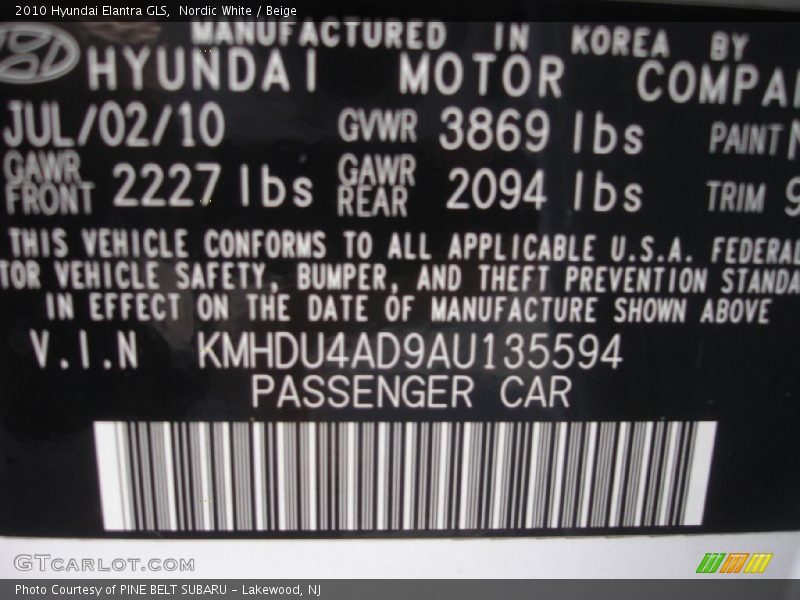 2010 Hyundai Elantra GLS,  Nordic White / Beige
MANUFACTURED IN KOREA BY
HYUNDAI MOTOR COMPA
JUL/02/10 GVWR 3869 lbs PAINT
GAWR FRONT 2227 lbs GAWR REAR 2094 lbs TRIM 9
THIS VEHICLE CONFORMS TO ALL APPLICABLE U.S.A. FEDERAL
TOR VEHICLE SAFETY, BUMPER, AND THEFT PREVENTION STANDA
IN EFFECT ON THE DATE OF MANUFACTURE SHOWN ABOVE
V.I.N KMHDU4AD9AU135594
PASSENGER CAR
GTCARLOT.COM
Photo Courtesy of PINE BELT SUBARU - Lakewood, NJ